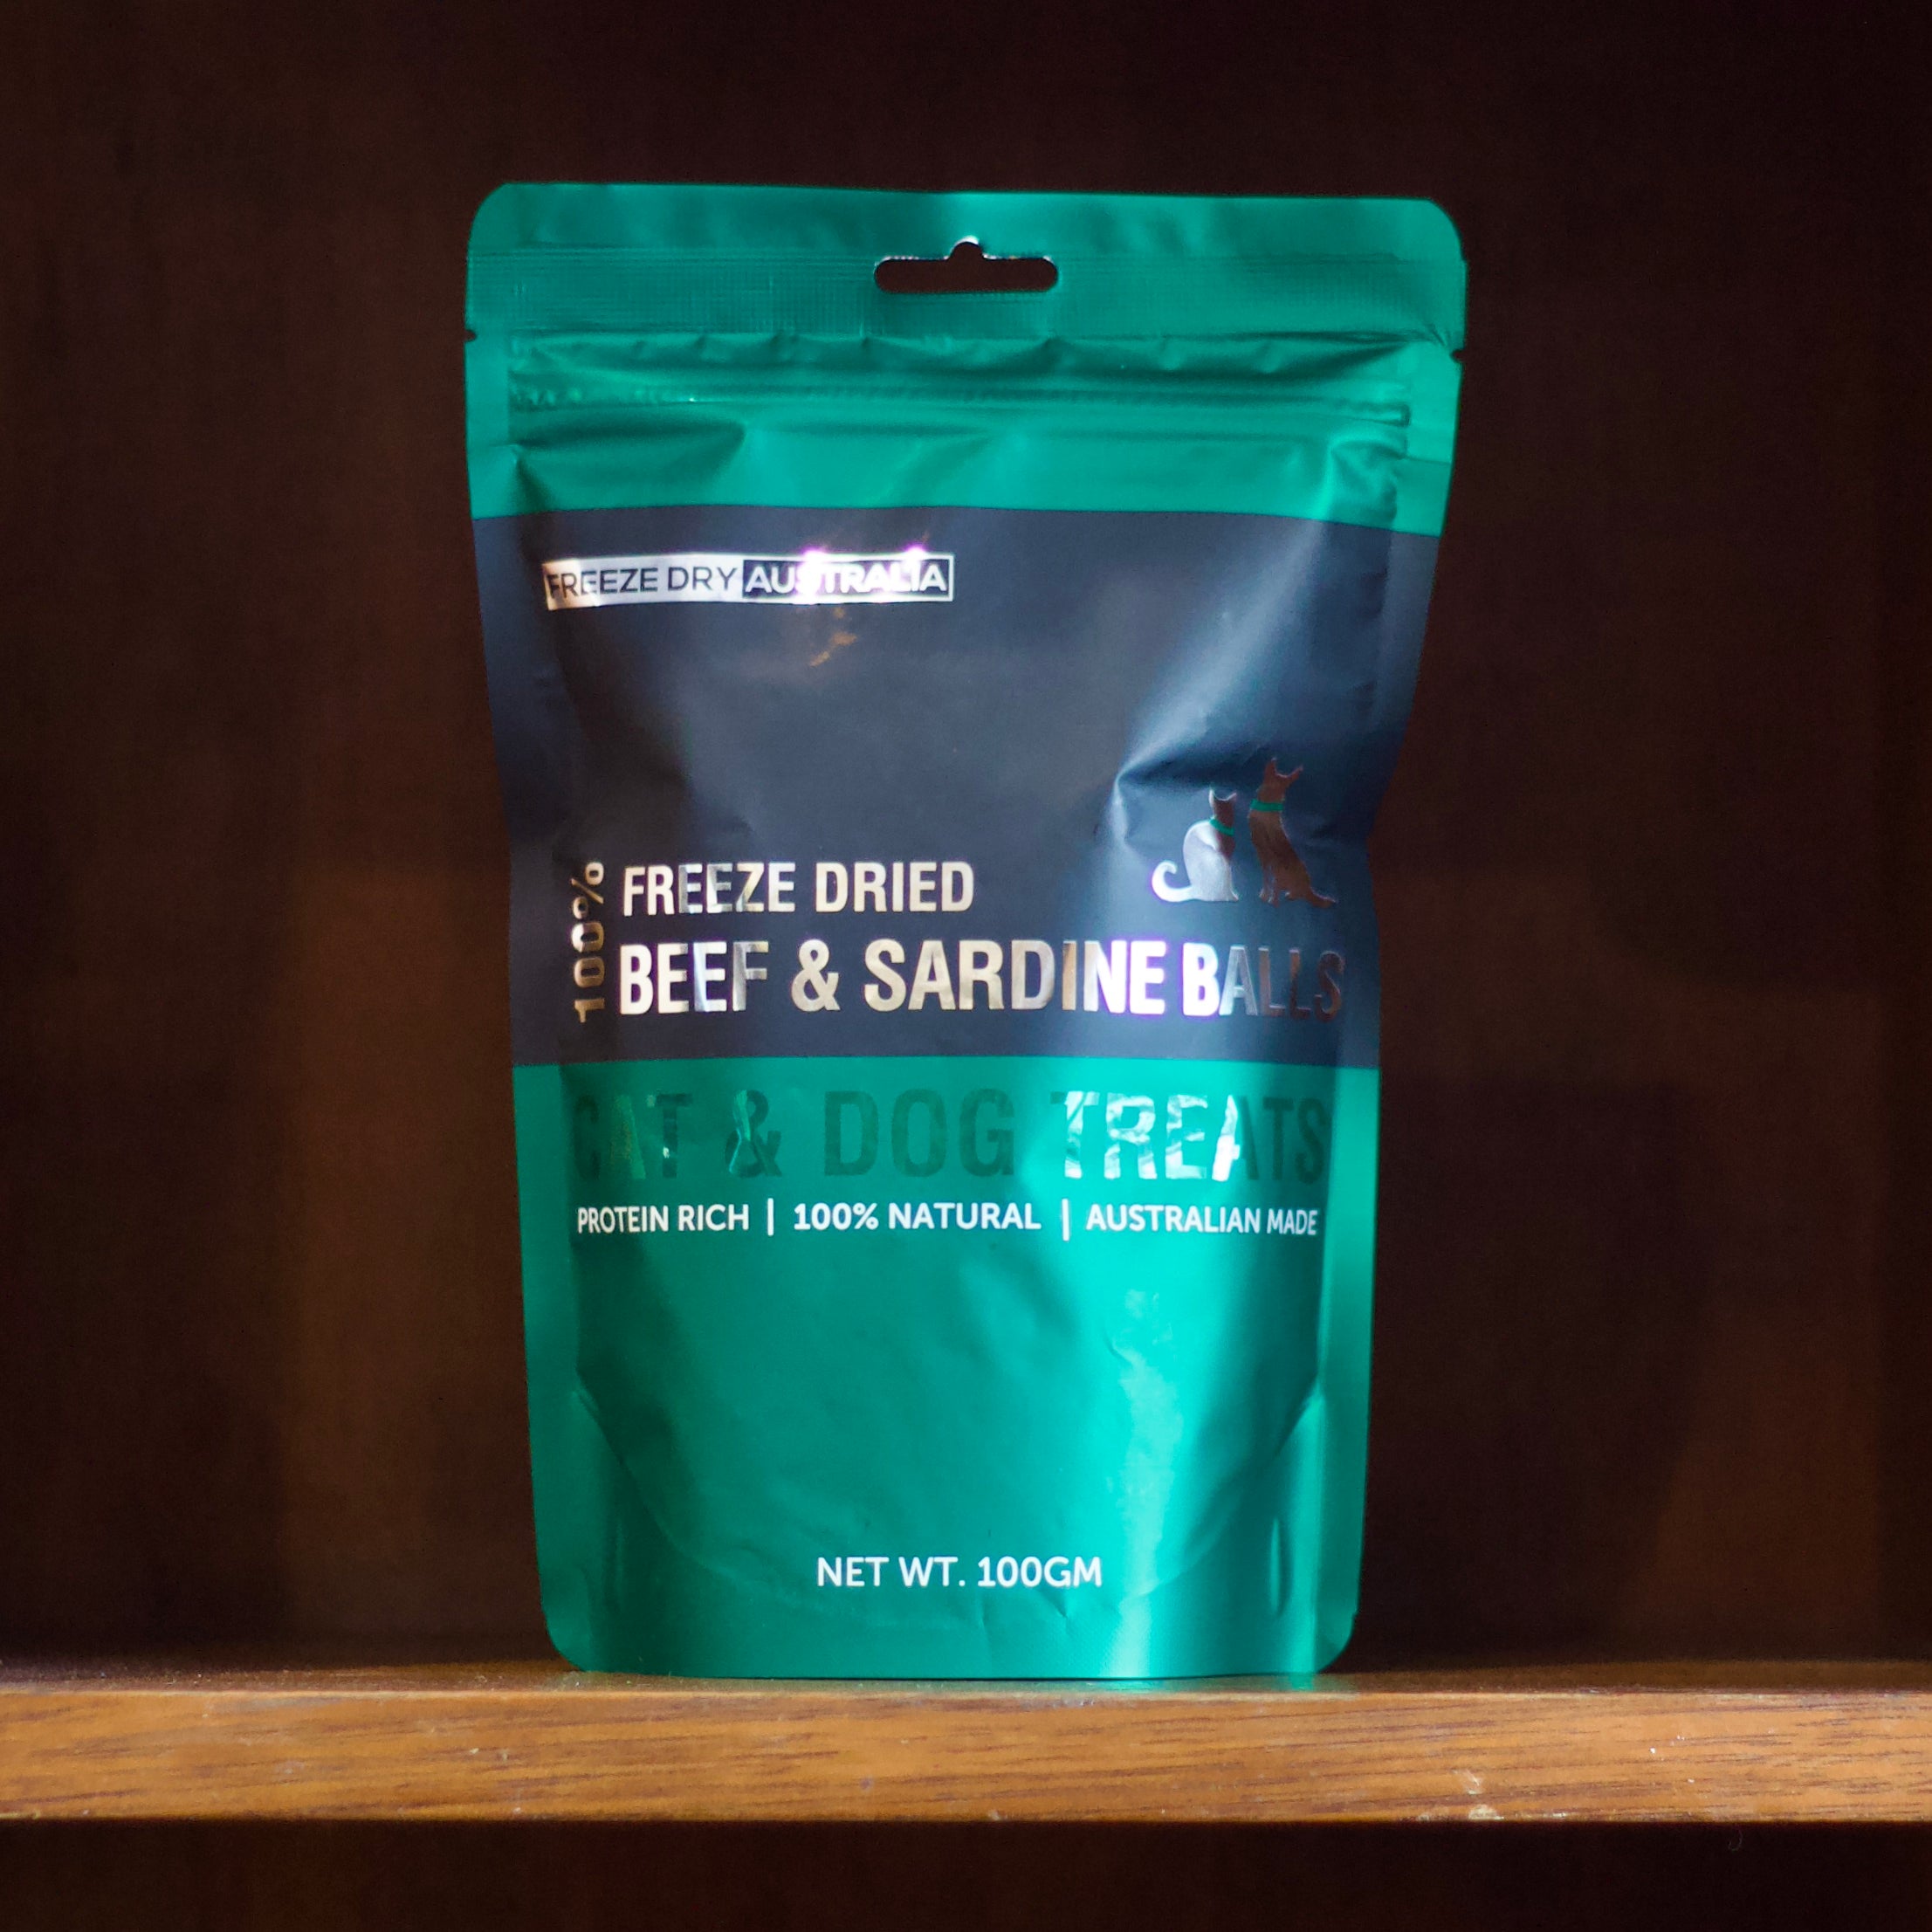 FREEZE DRY AUSTRALIA
100%
FREEZE DRIED
BEEF & SARDINE BALLS
CAT & DOG TREATS
PROTEIN RICH | 100% NATURAL | AUSTRALIAN MADE
NET WT. 100GM